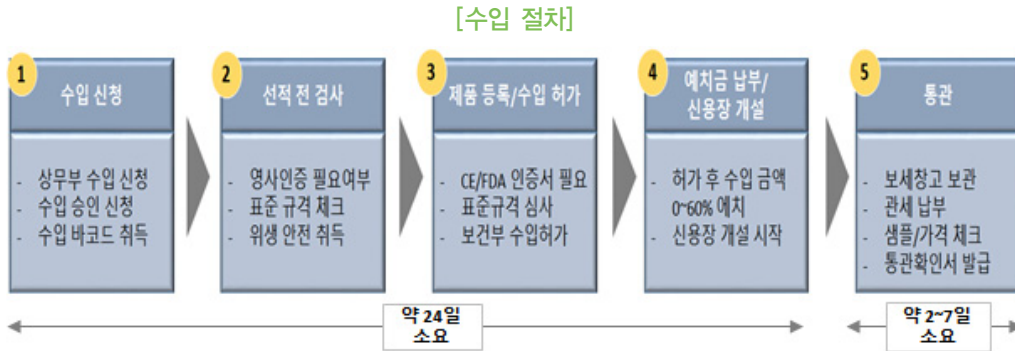 [수입 절차]
1
수입 신청
- 상무부 수입 신청
- 수입 승인 신청
- 수입 바코드 취득
2
선적 전 검사
- 영사인증 필요여부
- 표준 규격 체크
- 위생 안전 취득
3
제품 등록/수입 허가
- CE/FDA 인증서 필요
- 표준규격 심사
- 보건부 수입허가
4
예치금 납부/
신용장 개설
- 허가 후 수입 금액
0~60% 예치
- 신용장 개설 시작
5
통관
- 보세창고 보관
- 관세 납부
- 샘플/가격 체크
- 통관확인서 발급
약 24일
소요
약 2~7일
소요